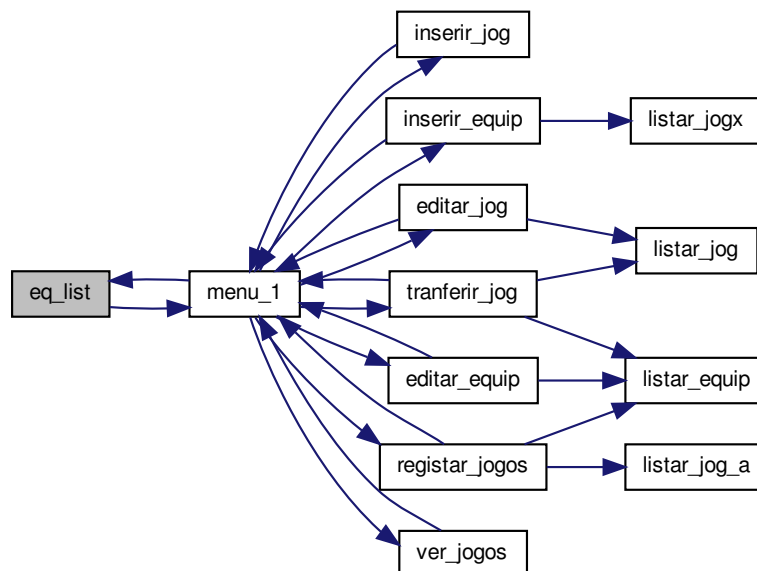 inserir_jog
inserir_equip
listar_jogx
editar_jog
listar_jog
eq_list
menu_1
tranferir_jog
editar_equip
listar_equip
registar_jogos
listar_jog_a
ver_jogos